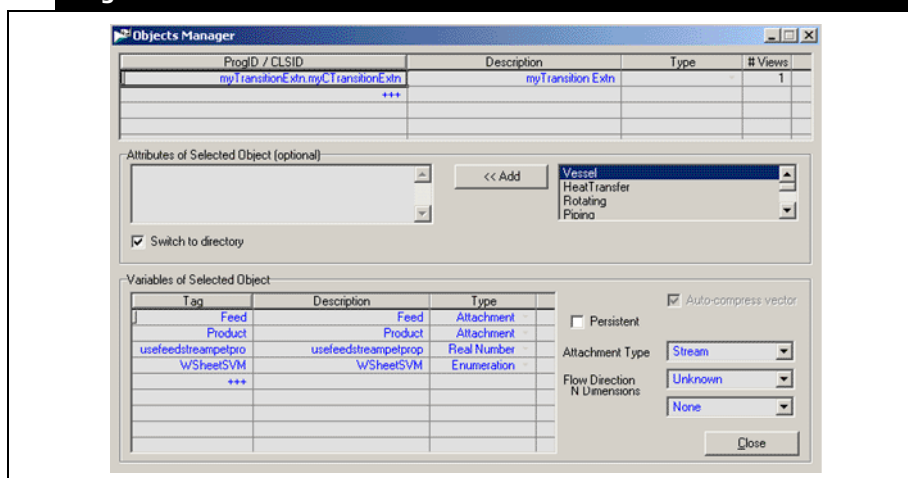 Objects Manager
ProgID / CLSID Description Type # Views
myTransitionExtn.myCTransitionExtn myTransition Extn 1
+++
Attributes of Selected Object (optional)
<< Add
Vessel
HeatTransfer
Rotating
Piping
Switch to directory
Variables of Selected Object
Tag Description Type
Feed Feed Attachment
Product Product Attachment
usefeedstreampetpro usefeedstreampetprop Real Number
WSheetSVM WSheetSVM Enumeration
+++
Auto-compress vector
Persistent
Attachment Type Stream
Flow Direction Unknown
N Dimensions None
Close